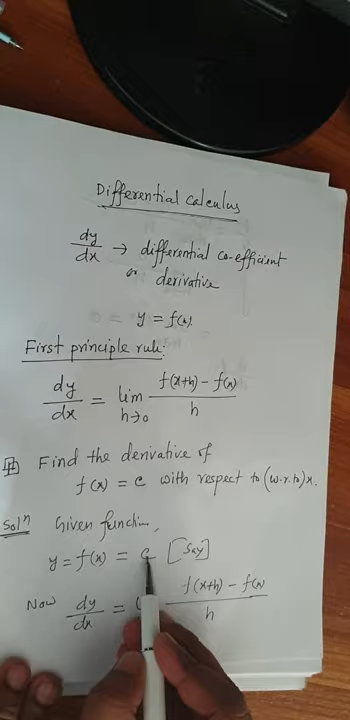 Differential calculus
dy/dx → differential co-efficient
or derivative
y = f(x).
First principle rule:
dy/dx = lim h→0 f(x+h) - f(x) / h
Find the derivative of
f(x) = c with respect to (w.r.to) x.
Solⁿ Given function,
y = f(x) = c [Say]
Now dy/dx = f(x+h) - f(x) / h